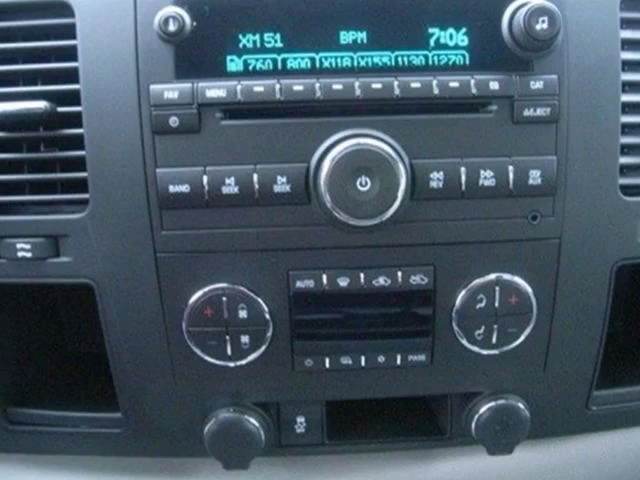 XM 51 BPM 7:06
760 800 X118 X155 1130 1270
FAV MENU CAT
EJECT
BAND SEEK SEEK REV FWD AUX
AUTO
PASS